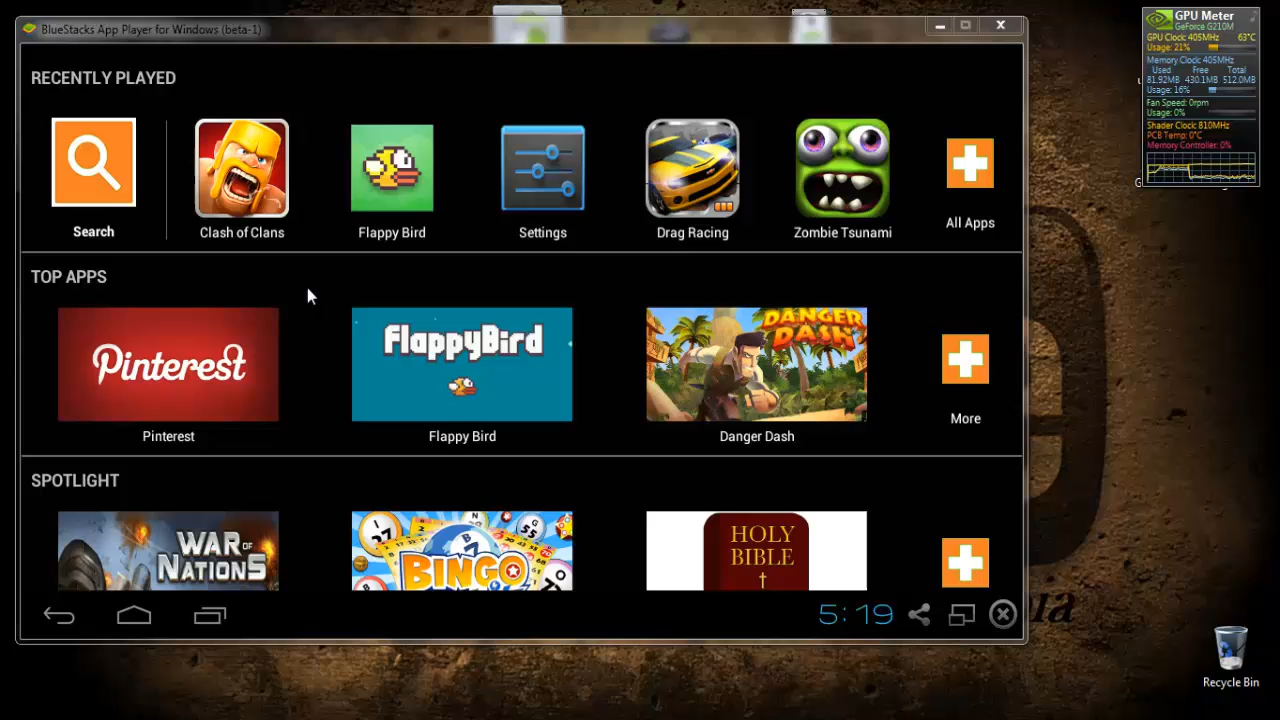 BlueStacks App Player for Windows (beta-1)
RECENTLY PLAYED
Search
Clash of Clans
Flappy Bird
Settings
Drag Racing
Zombie Tsunami
All Apps
TOP APPS
Pinterest
FlappyBird
DANGER
DASH
Pinterest
Flappy Bird
Danger Dash
More
SPOTLIGHT
WAR OF
NATIONS
BINGO
HOLY
BIBLE
5:19
GPU Meter
GeForce G210M
GPU Clock: 405MHz 63°C
Usage: 21%
Memory Clock: 405MHz
Used Free Total
81.92MB 430.1MB 512.0MB
Usage: 16%
Fan Speed: 0rpm
Usage: 0%
Shader Clock: 810MHz
PCB Temp: 0°C
Memory Controller: 0%
Recycle Bin